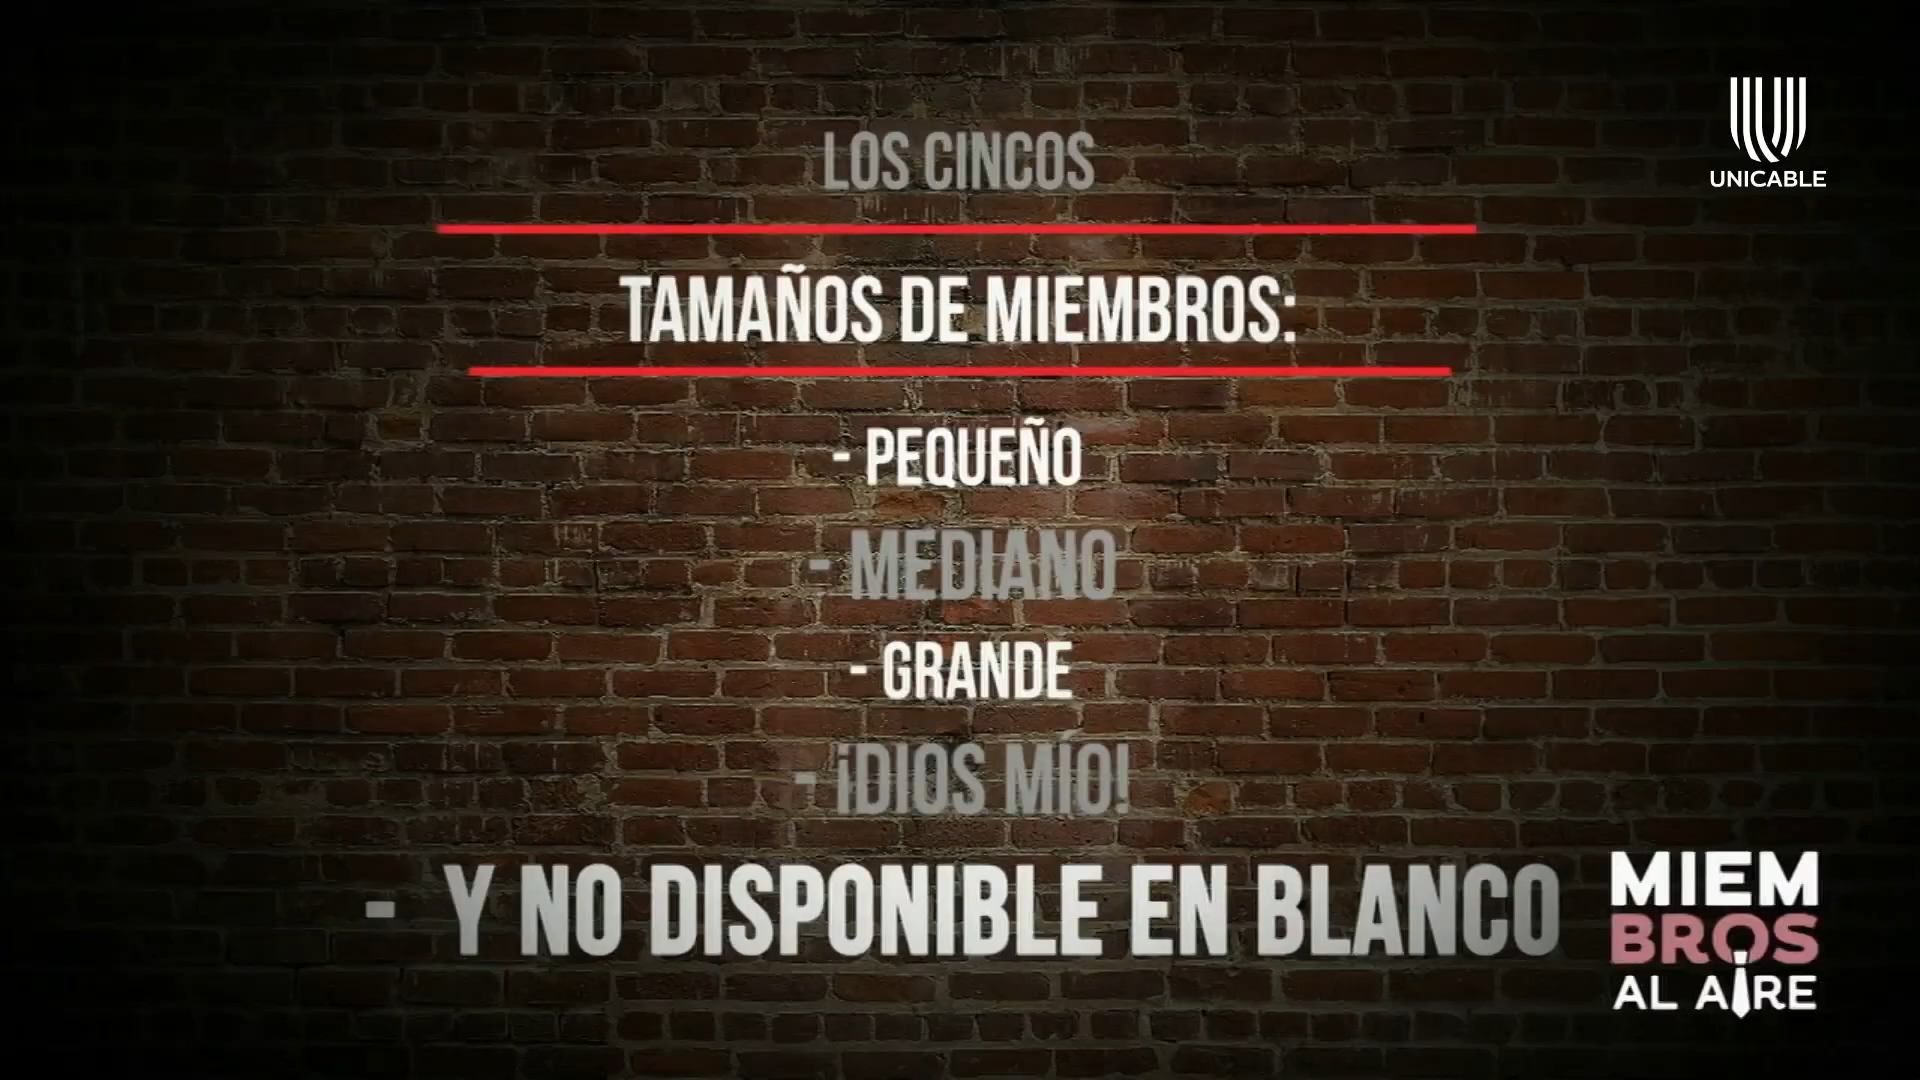 UNICABLE
LOS CINCOS
TAMAÑOS DE MIEMBROS:
- PEQUEÑO
- MEDIANO
- GRANDE
- ¡DIOS MÍO!
- Y NO DISPONIBLE EN BLANCO
MIEM
BROS
AL AIRE